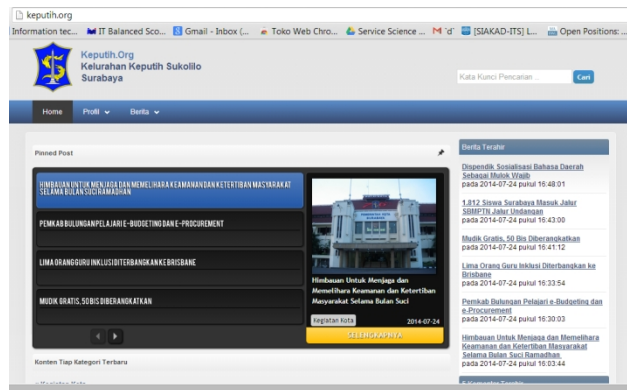 keputih.org
Information tec... IT Balanced Sco... Gmail - Inbox (... Toko Web Chro... Service Science ... "d" [SIAKAD-ITS] L... Open Positions: ...
Keputih.Org
Kelurahan Keputih Sukolilo
Surabaya
Kata Kunci Pencarian ..
Cari
Home Profil Berita
Pinned Post
HIMBAUAN UNTUK MENJAGA DAN MEMELIHARA KEAMANAN DAN KETERTIBAN MASYARAKAT
SELAMA BULAN SUCI RAMADHAN
PEMKAB BULUNGAN PELAJARI E-BUDGETING DAN E-PROCUREMENT
LIMA ORANG GURU INKLUSI DITERBANGKAN KE BRISBANE
MUDIK GRATIS, 50 BIS DIBERANGKATKAN
Himbauan Untuk Menjaga dan
Memelihara Keamanan dan Ketertiban
Masyarakat Selama Bulan Suci
Kegiatan Kota
2014-07-24
SELENGKAPNYA
Konten Tiap Kategori Terbaru
Berita Terahir
Dispendik Sosialisasi Bahasa Daerah
Sebagai Mulok Wajib
pada 2014-07-24 pukul 16:48:01
1.812 Siswa Surabaya Masuk Jalur
SBMPTN Jalur Undangan
pada 2014-07-24 pukul 16:43:00
Mudik Gratis, 50 Bis Diberangkatkan
pada 2014-07-24 pukul 16:41:12
Lima Orang Guru Inklusi Diterbangkan ke
Brisbane
pada 2014-07-24 pukul 16:33:54
Pemkab Bulungan Pelajari e-Budgeting dan
e-Procurement
pada 2014-07-24 pukul 16:30:03
Himbauan Untuk Menjaga dan Memelihara
Keamanan dan Ketertiban Masyarakat
Selama Bulan Suci Ramadhan
pada 2014-07-24 pukul 16:03:44